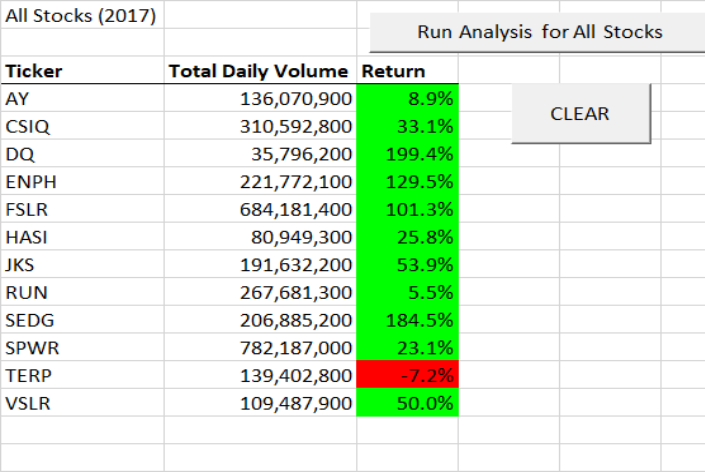 All Stocks (2017)
Run Analysis for All Stocks
Ticker Total Daily Volume Return
AY 136,070,900 8.9%
CLEAR
CSIQ 310,592,800 33.1%
DQ 35,796,200 199.4%
ENPH 221,772,100 129.5%
FSLR 684,181,400 101.3%
HASI 80,949,300 25.8%
JKS 191,632,200 53.9%
RUN 267,681,300 5.5%
SEDG 206,885,200 184.5%
SPWR 782,187,000 23.1%
TERP 139,402,800 -7.2%
VSLR 109,487,900 50.0%